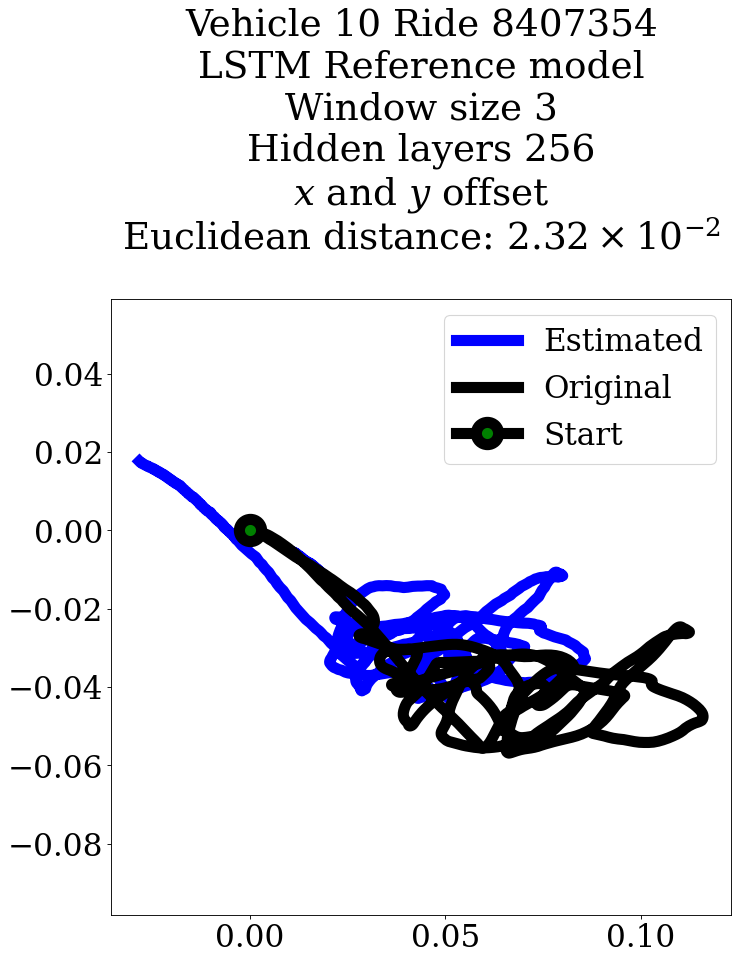 Vehicle 10 Ride 8407354
LSTM Reference model
Window size 3
Hidden layers 256
x and y offset
Euclidean distance: 2.32 × 10⁻²
Estimated
Original
Start
0.04
0.02
0.00
−0.02
−0.04
−0.06
−0.08
0.00 0.05 0.10